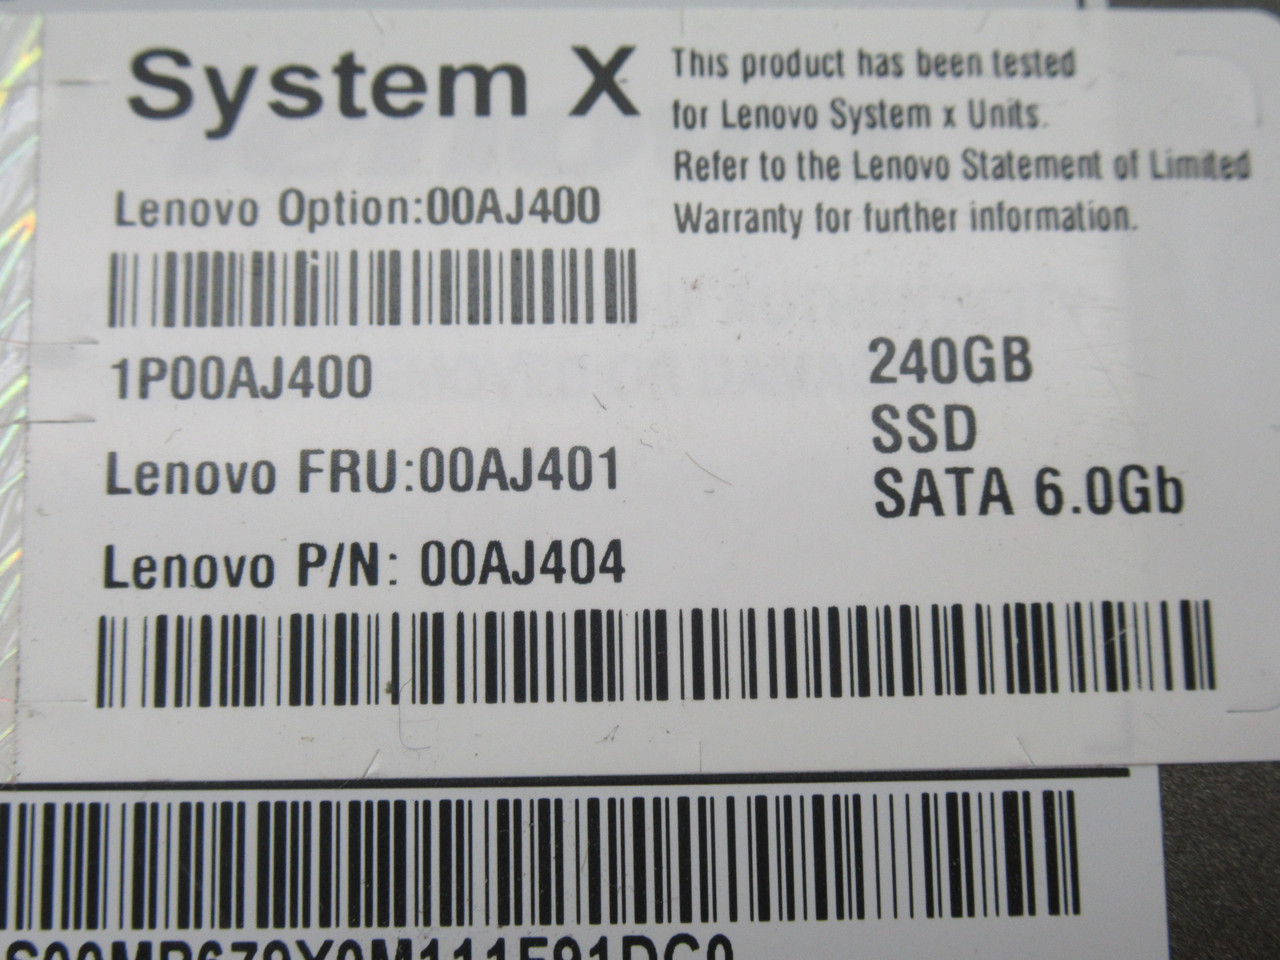 System X
This product has been tested
for Lenovo System x Units.
Refer to the Lenovo Statement of Limited
Warranty for further information.
Lenovo Option:00AJ400
1P00AJ400
240GB
SSD
SATA 6.0Gb
Lenovo FRU:00AJ401
Lenovo P/N: 00AJ404